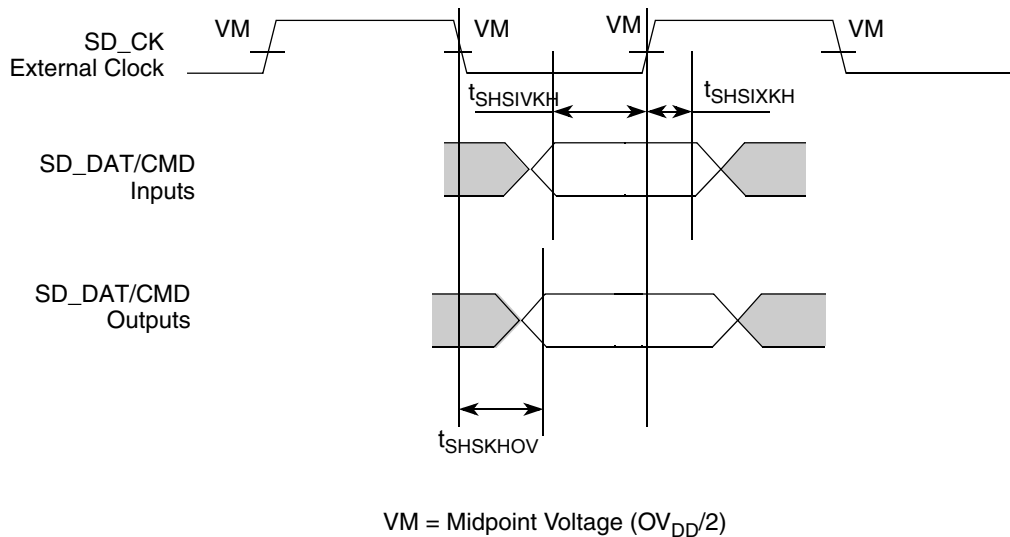 VM
VM
VM
VM
SD_CK
External Clock
tSHSIVKH
tSHSIXKH
SD_DAT/CMD
Inputs
SD_DAT/CMD
Outputs
tSHSKHOV
VM = Midpoint Voltage (OVDD/2)